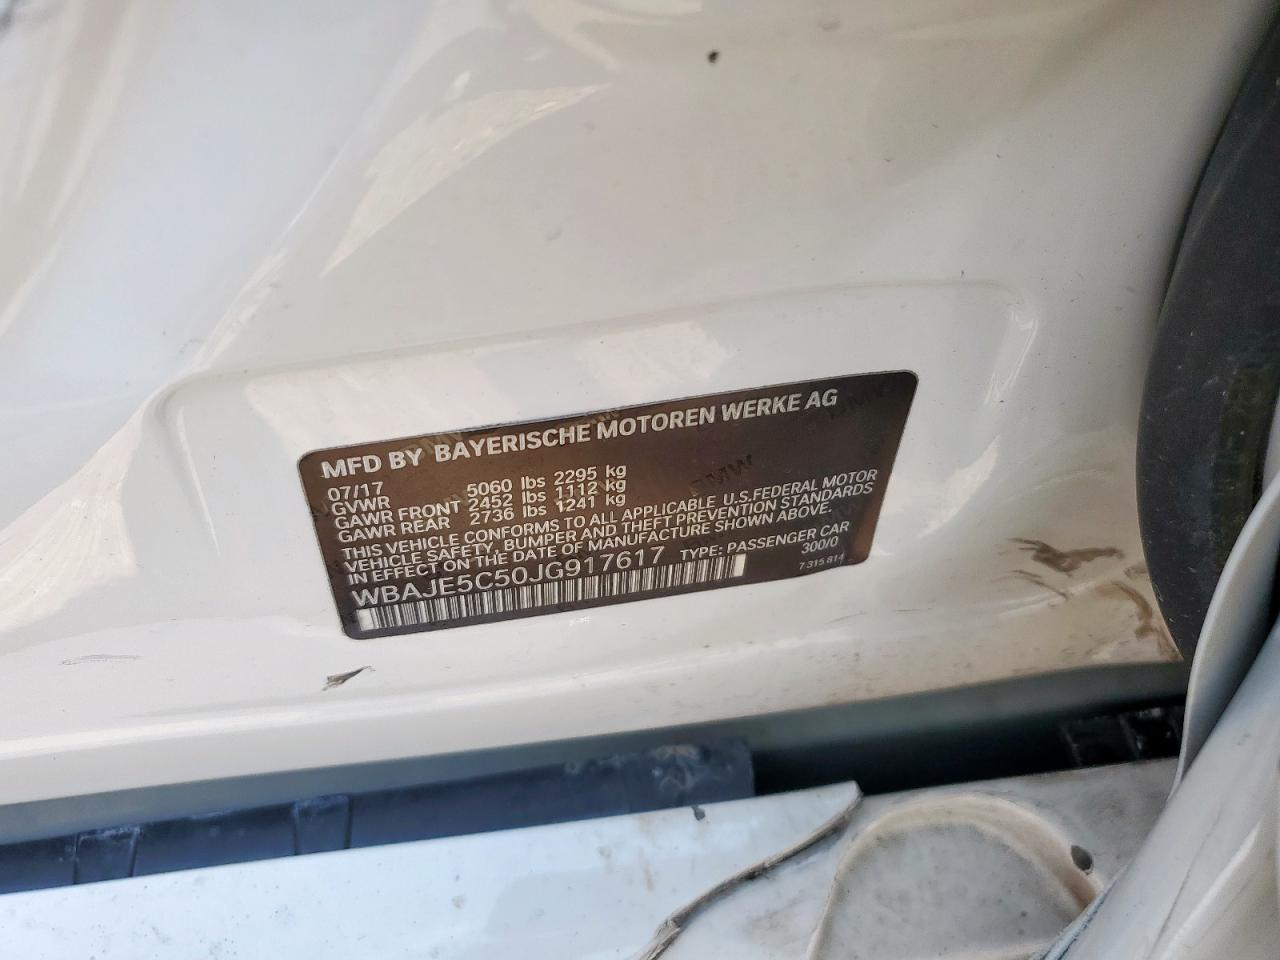 MFD BY BAYERISCHE MOTOREN WERKE AG
07/17
GVWR 5060 lbs 2295 kg
GAWR FRONT 2452 lbs 1112 kg
GAWR REAR 2736 lbs 1241 kg
THIS VEHICLE CONFORMS TO ALL APPLICABLE U.S.FEDERAL MOTOR
VEHICLE SAFETY, BUMPER AND THEFT PREVENTION STANDARDS
IN EFFECT ON THE DATE OF MANUFACTURE SHOWN ABOVE.
WBAJE5C50JG917617 TYPE: PASSENGER CAR
300/0
7 315 814